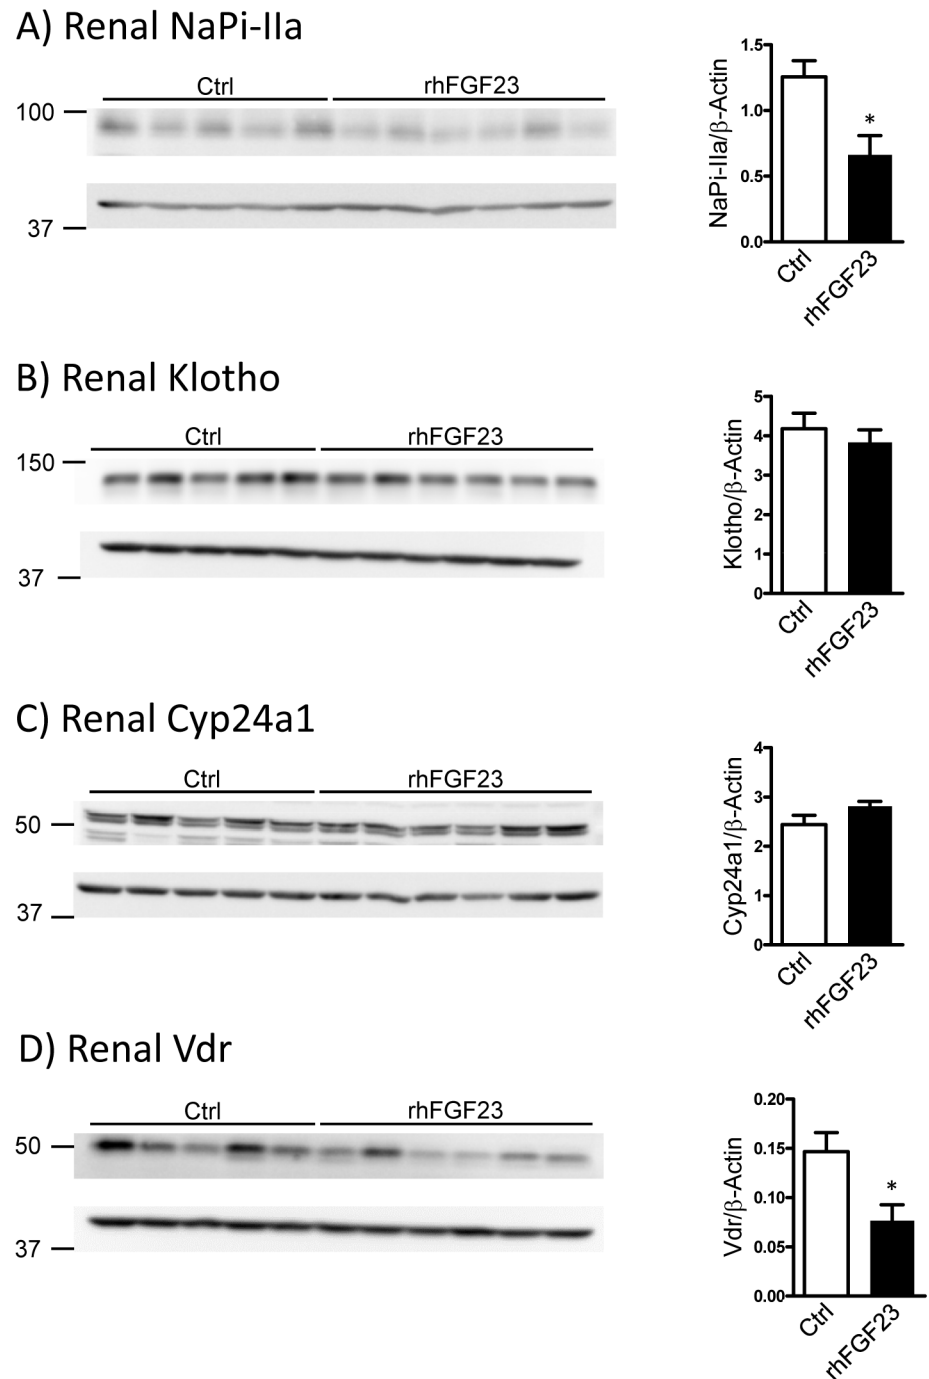 A) Renal NaPi-IIa
Ctrl
rhFGF23
100
37
NaPi-IIa/β-Actin
1.5
1.0
0.5
0.0
*
Ctrl
rhFGF23
B) Renal Klotho
Ctrl
rhFGF23
150
37
Klotho/β-Actin
5
4
3
2
1
0
Ctrl
rhFGF23
C) Renal Cyp24a1
Ctrl
rhFGF23
50
37
Cyp24a1/β-Actin
4
3
2
1
0
Ctrl
rhFGF23
D) Renal Vdr
Ctrl
rhFGF23
50
37
Vdr/β-Actin
0.20
0.15
0.10
0.05
0.00
*
Ctrl
rhFGF23